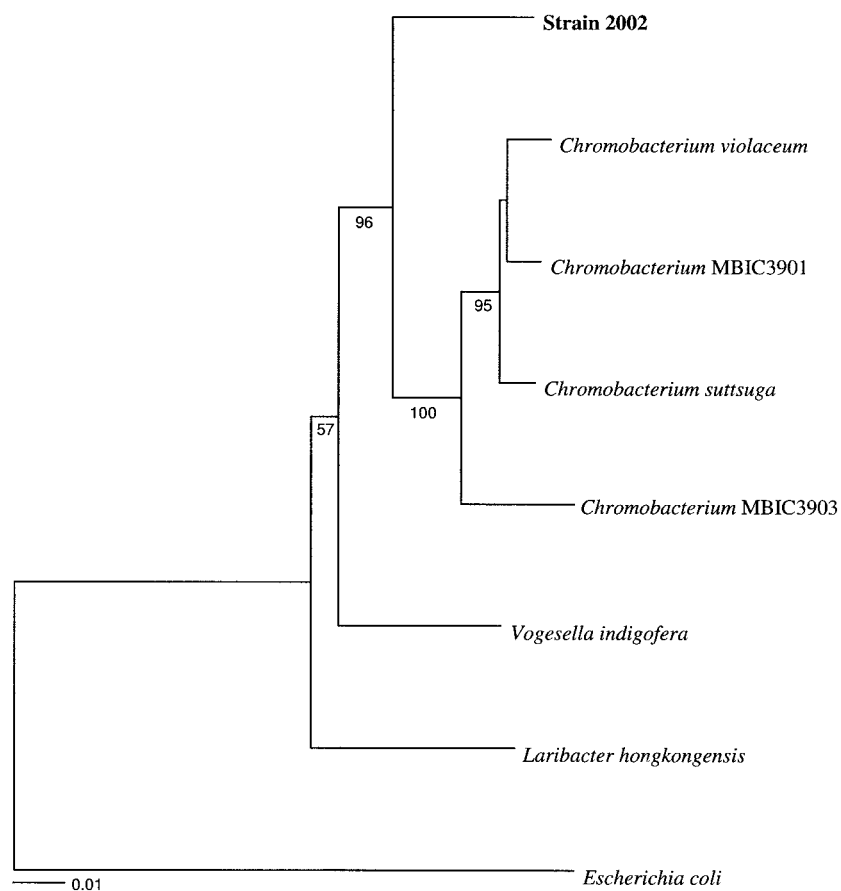 Strain 2002
Chromobacterium violaceum
96
Chromobacterium MBIC3901
95
Chromobacterium suttsuga
100
57
Chromobacterium MBIC3903
Vogesella indigofera
Laribacter hongkongensis
Escherichia coli
0.01